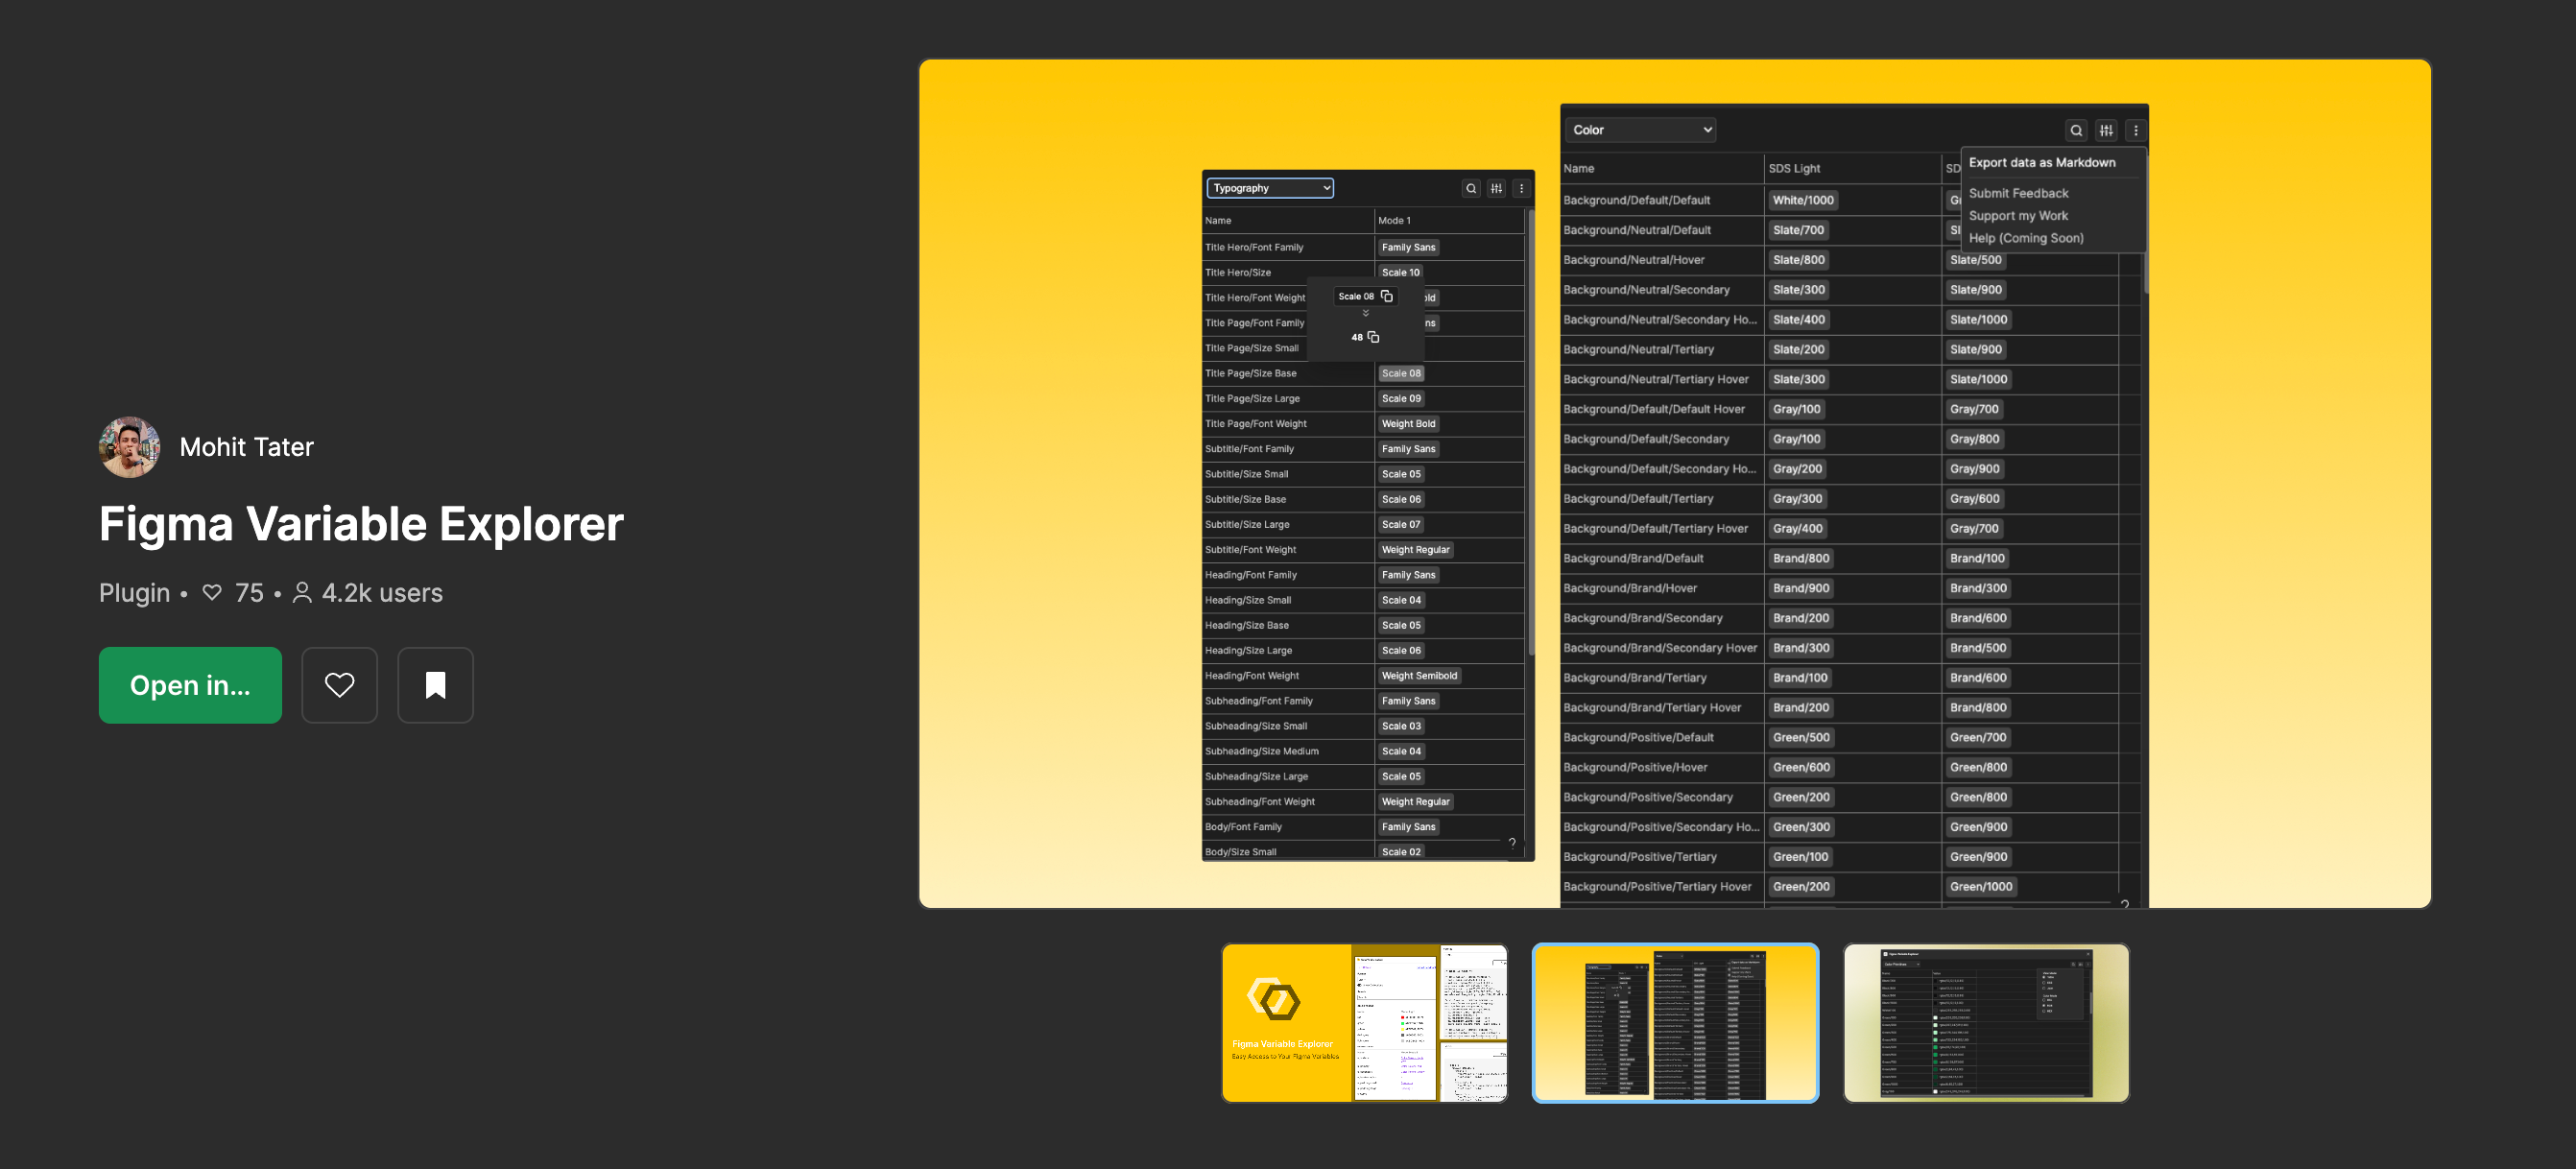 Mohit Tater
Figma Variable Explorer
Plugin • 75 • 4.2k users
Open in...
Typography
Name Mode 1
Title Hero/Font Family Family Sans
Title Hero/Size Scale 10
Title Hero/Font Weight old
Title Page/Font Family ns
Title Page/Size Small
Scale 08
48
Title Page/Size Base Scale 08
Title Page/Size Large Scale 09
Title Page/Font Weight Weight Bold
Subtitle/Font Family Family Sans
Subtitle/Size Small Scale 05
Subtitle/Size Base Scale 06
Subtitle/Size Large Scale 07
Subtitle/Font Weight Weight Regular
Heading/Font Family Family Sans
Heading/Size Small Scale 04
Heading/Size Base Scale 05
Heading/Size Large Scale 06
Heading/Font Weight Weight Semibold
Subheading/Font Family Family Sans
Subheading/Size Small Scale 03
Subheading/Size Medium Scale 04
Subheading/Size Large Scale 05
Subheading/Font Weight Weight Regular
Body/Font Family Family Sans
Body/Size Small Scale 02
?
Color
Name SDS Light SD
Export data as Markdown
Submit Feedback
Support my Work
Help (Coming Soon)
Background/Default/Default White/1000
Background/Neutral/Default Slate/700
Background/Neutral/Hover Slate/800 Slate/500
Background/Neutral/Secondary Slate/300 Slate/900
Background/Neutral/Secondary Ho... Slate/400 Slate/1000
Background/Neutral/Tertiary Slate/200 Slate/900
Background/Neutral/Tertiary Hover Slate/300 Slate/1000
Background/Default/Default Hover Gray/100 Gray/700
Background/Default/Secondary Gray/100 Gray/800
Background/Default/Secondary Ho... Gray/200 Gray/900
Background/Default/Tertiary Gray/300 Gray/600
Background/Default/Tertiary Hover Gray/400 Gray/700
Background/Brand/Default Brand/800 Brand/100
Background/Brand/Hover Brand/900 Brand/300
Background/Brand/Secondary Brand/200 Brand/600
Background/Brand/Secondary Hover Brand/300 Brand/500
Background/Brand/Tertiary Brand/100 Brand/600
Background/Brand/Tertiary Hover Brand/200 Brand/800
Background/Positive/Default Green/500 Green/700
Background/Positive/Hover Green/600 Green/800
Background/Positive/Secondary Green/200 Green/800
Background/Positive/Secondary Ho... Green/300 Green/900
Background/Positive/Tertiary Green/100 Green/900
Background/Positive/Tertiary Hover Green/200 Green/1000
?
Figma Variable Explorer
Easy Access to Your Figma Variables